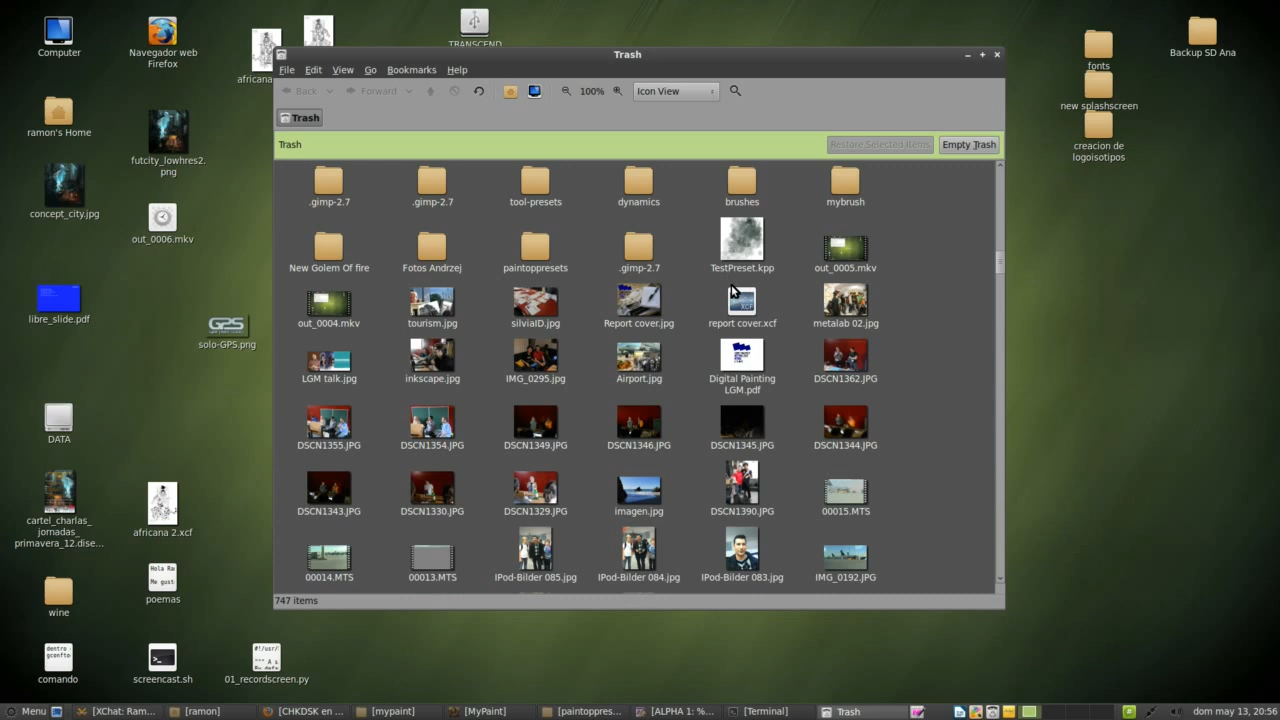 Computer
Navegador web
Firefox
africana
TRANSCEND
fonts
Backup SD Ana
new splashscreen
creacion de
logoisotipos
ramon's Home
futcity_lowhres2.
png
concept_city.jpg
out_0006.mkv
libre_slide.pdf
GPS
solo-GPS.png
DATA
cartel_charlas_
jornadas_
primavera_12.dise...
africana 2.xcf
poemas
wine
comando
screencast.sh
01_recordscreen.py
Trash
File Edit View Go Bookmarks Help
Back Forward 100% Icon View
Trash
Trash Restore Selected Items Empty Trash
.gimp-2.7 .gimp-2.7 tool-presets dynamics brushes mybrush
New Golem Of fire Fotos Andrzej paintoppresets .gimp-2.7 TestPreset.kpp out_0005.mkv
out_0004.mkv tourism.jpg silviaID.jpg Report cover.jpg report cover.xcf metalab 02.jpg
LGM talk.jpg inkscape.jpg IMG_0295.jpg Airport.jpg Digital Painting
LGM.pdf DSCN1362.JPG
DSCN1355.JPG DSCN1354.JPG DSCN1349.JPG DSCN1346.JPG DSCN1345.JPG DSCN1344.JPG
DSCN1343.JPG DSCN1330.JPG DSCN1329.JPG imagen.jpg DSCN1390.JPG 00015.MTS
00014.MTS 00013.MTS IPod-Bilder 085.jpg IPod-Bilder 084.jpg IPod-Bilder 083.jpg IMG_0192.JPG
747 items
Menu [XChat: Ram... [ramon] [CHKDSK en ... [mypaint] [MyPaint] [paintoppres... [ALPHA 1: %... [Terminal] Trash dom may 13, 20:56